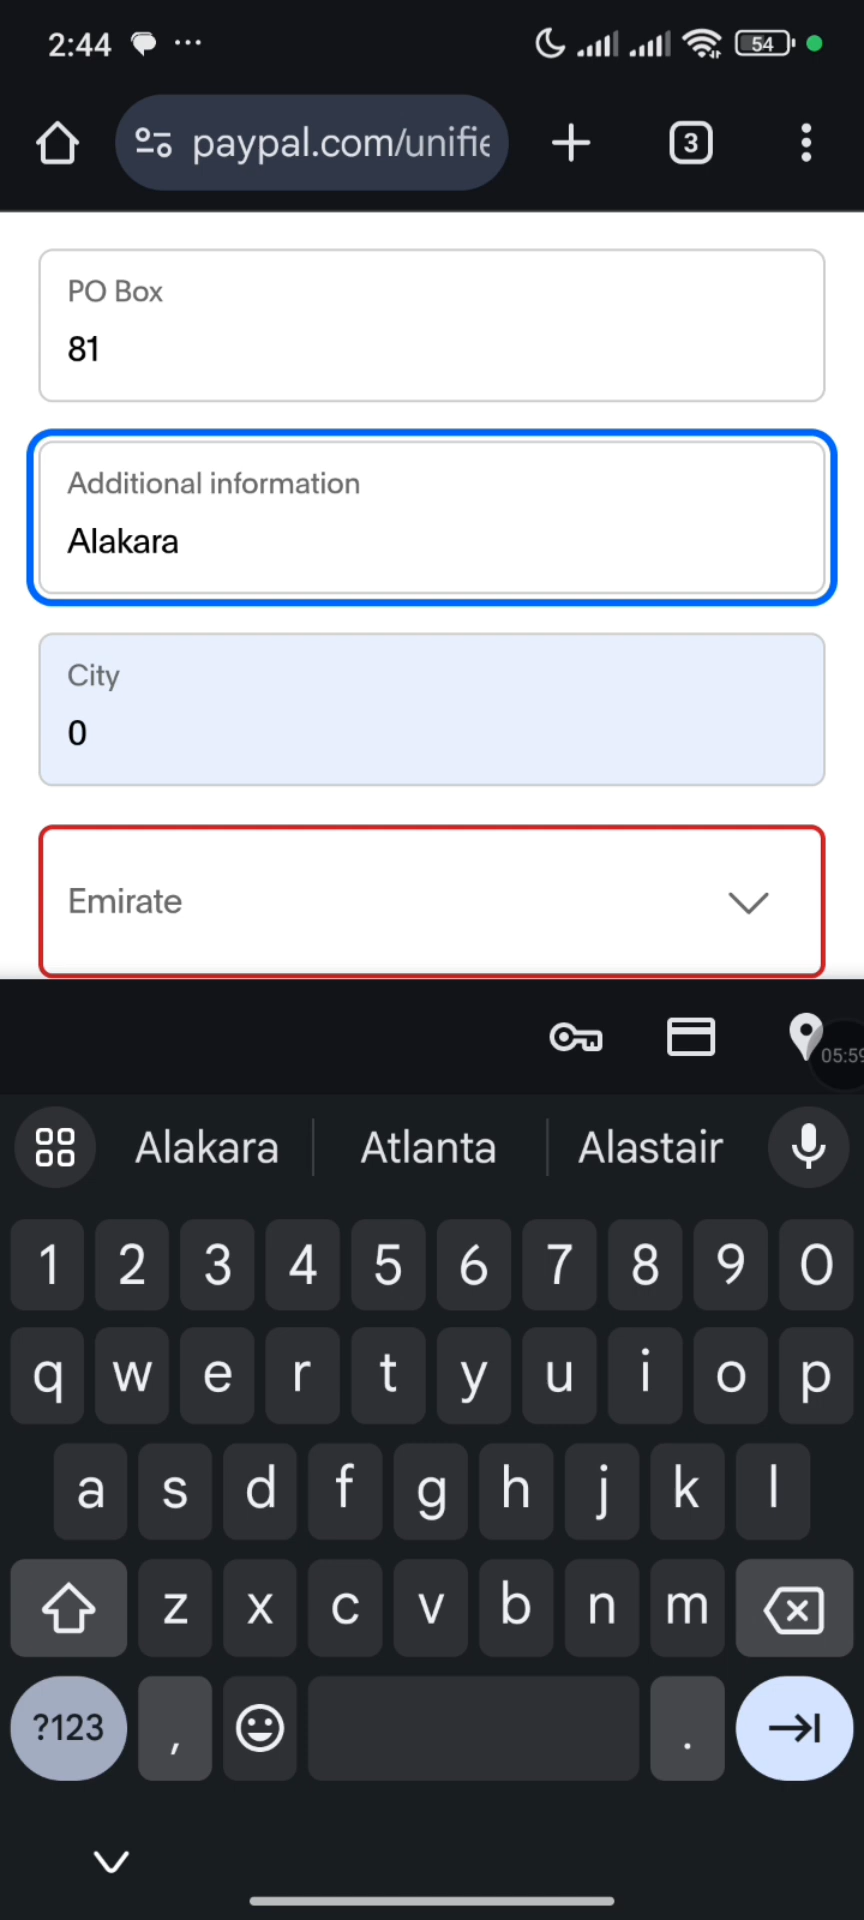 2:44 ... 54
paypal.com/unifie 3
PO Box
81
Additional information
Alakara
City
0
Emirate
05:59
Alakara Atlanta Alastair
1 2 3 4 5 6 7 8 9 0
q w e r t y u i o p
a s d f g h j k l
z x c v b n m
?123 , .